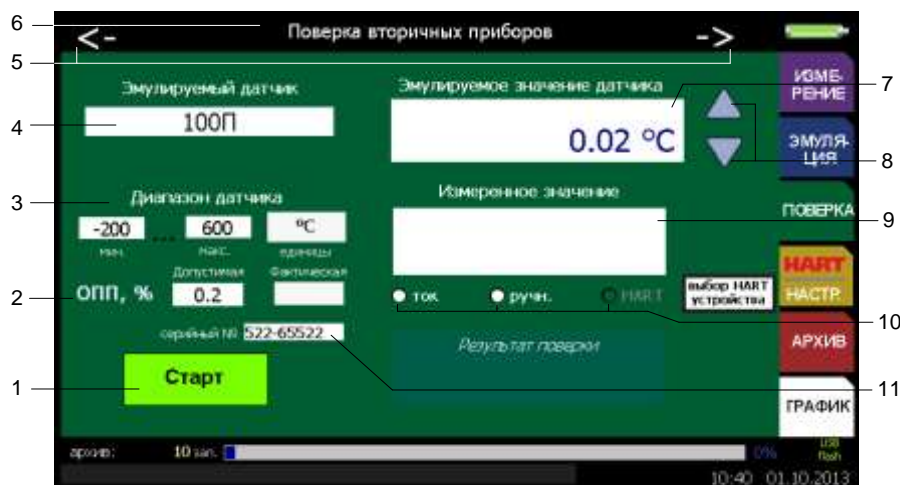 6
<-
Поверка вторичных приборов
->
5
Эмулируемый датчик
Эмулируемое значение датчика
ИЗМЕ-
РЕНИЕ
7
4
100П
0.02 °C
ЭМУЛЯ-
ЦИЯ
8
3
Диапазон датчика
Измеренное значение
ПОВЕРКА
-200
...
600
°C
9
мин.
макс.
единицы
Допустимая
Фактическая
HART
НАСТР.
2
ОПП, %
0.2
ток
ручн.
HART
выбор HART
устройства
10
серийный №
522-65522
Результат поверки
АРХИВ
1
Старт
11
ГРАФИК
архив:
10 зап.
0%
USB
flash
10:40 01.10.2013